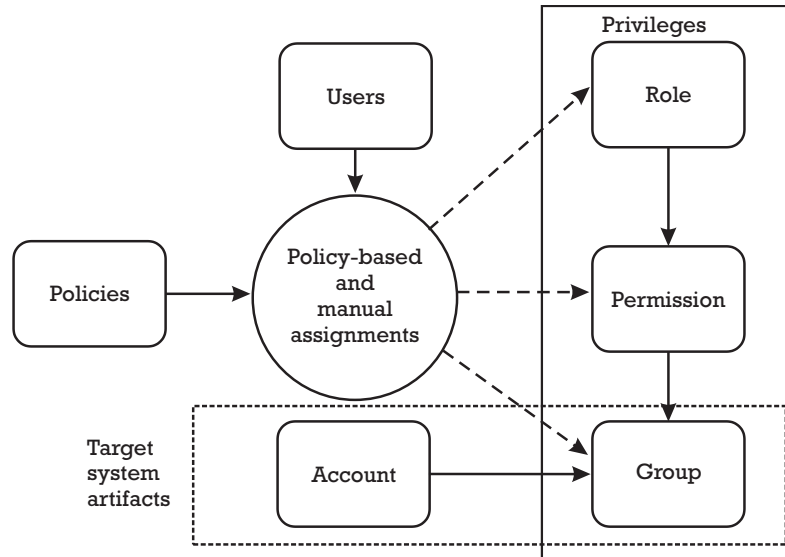 Privileges
Users
Role
Policies
Policy-based
and
manual
assignments
Permission
Target
system
artifacts
Account
Group